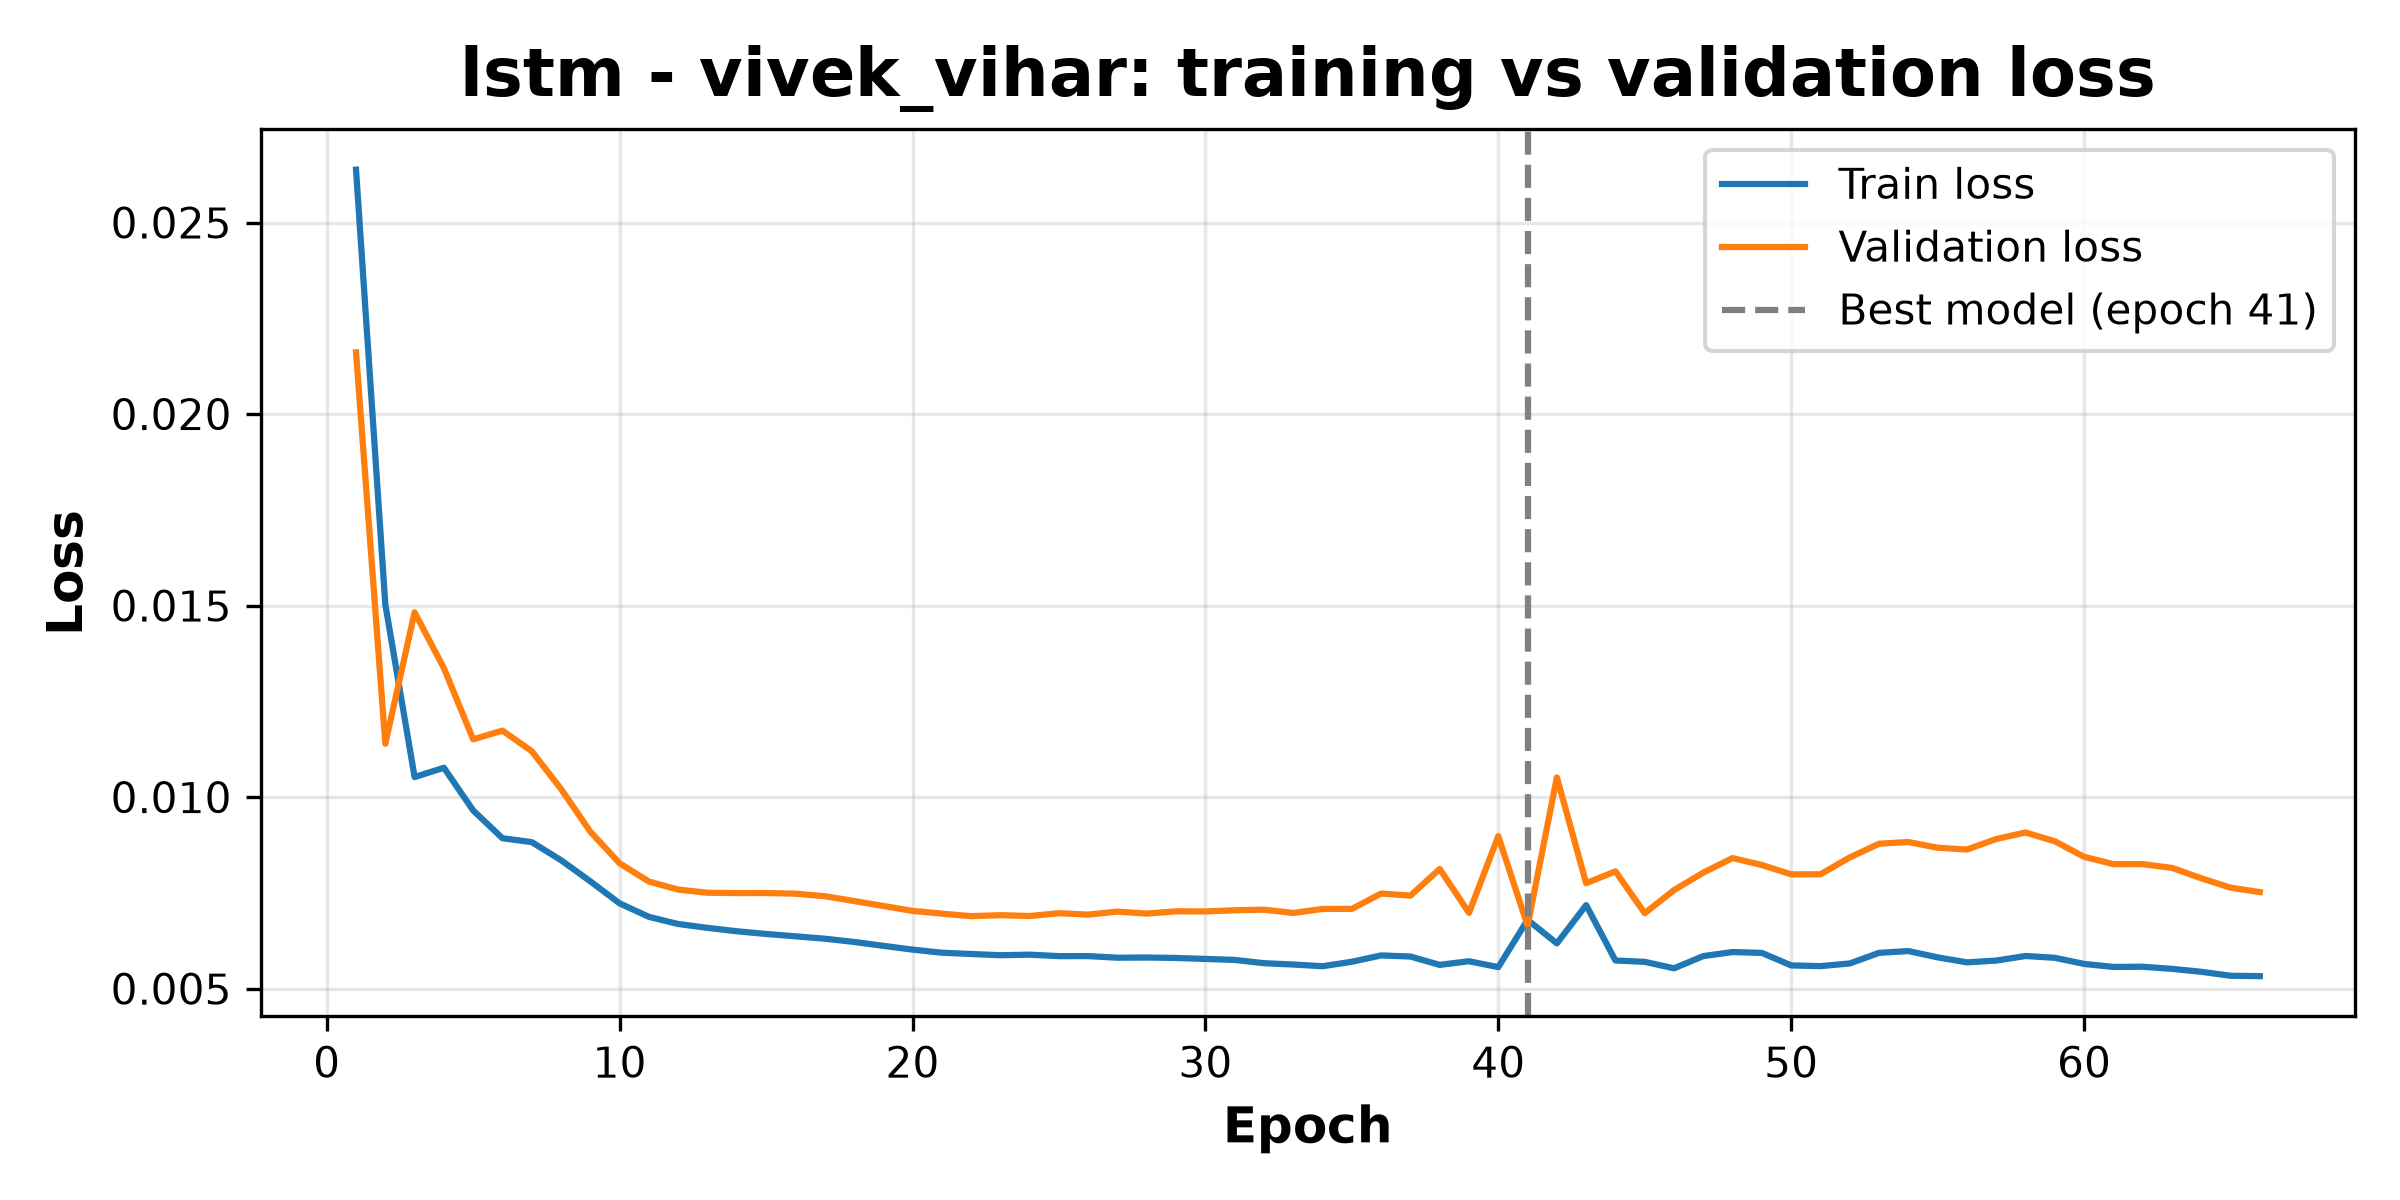 lstm - vivek_vihar: training vs validation loss
Train loss
Validation loss
Best model (epoch 41)
Loss
0.025
0.020
0.015
0.010
0.005
0 10 20 30 40 50 60
Epoch